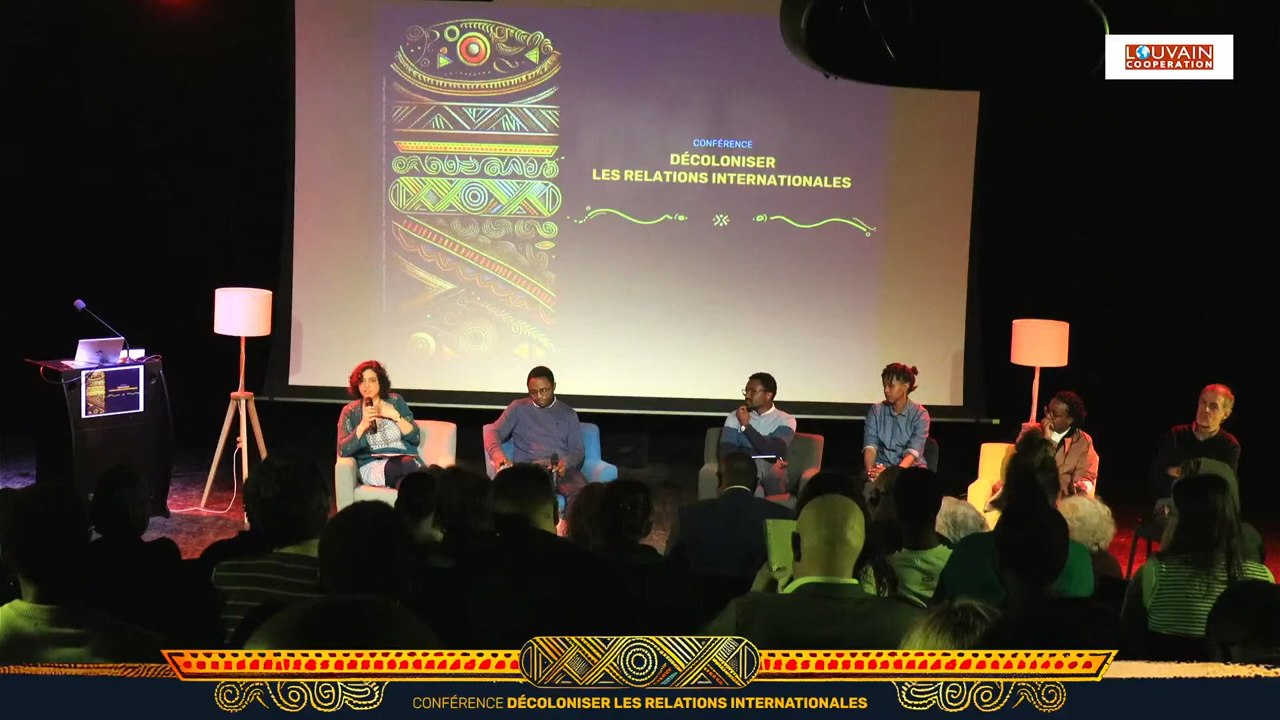 LOUVAIN
COOPERATION
CONFÉRENCE
DÉCOLONISER
LES RELATIONS INTERNATIONALES
CONFÉRENCE DÉCOLONISER LES RELATIONS INTERNATIONALES